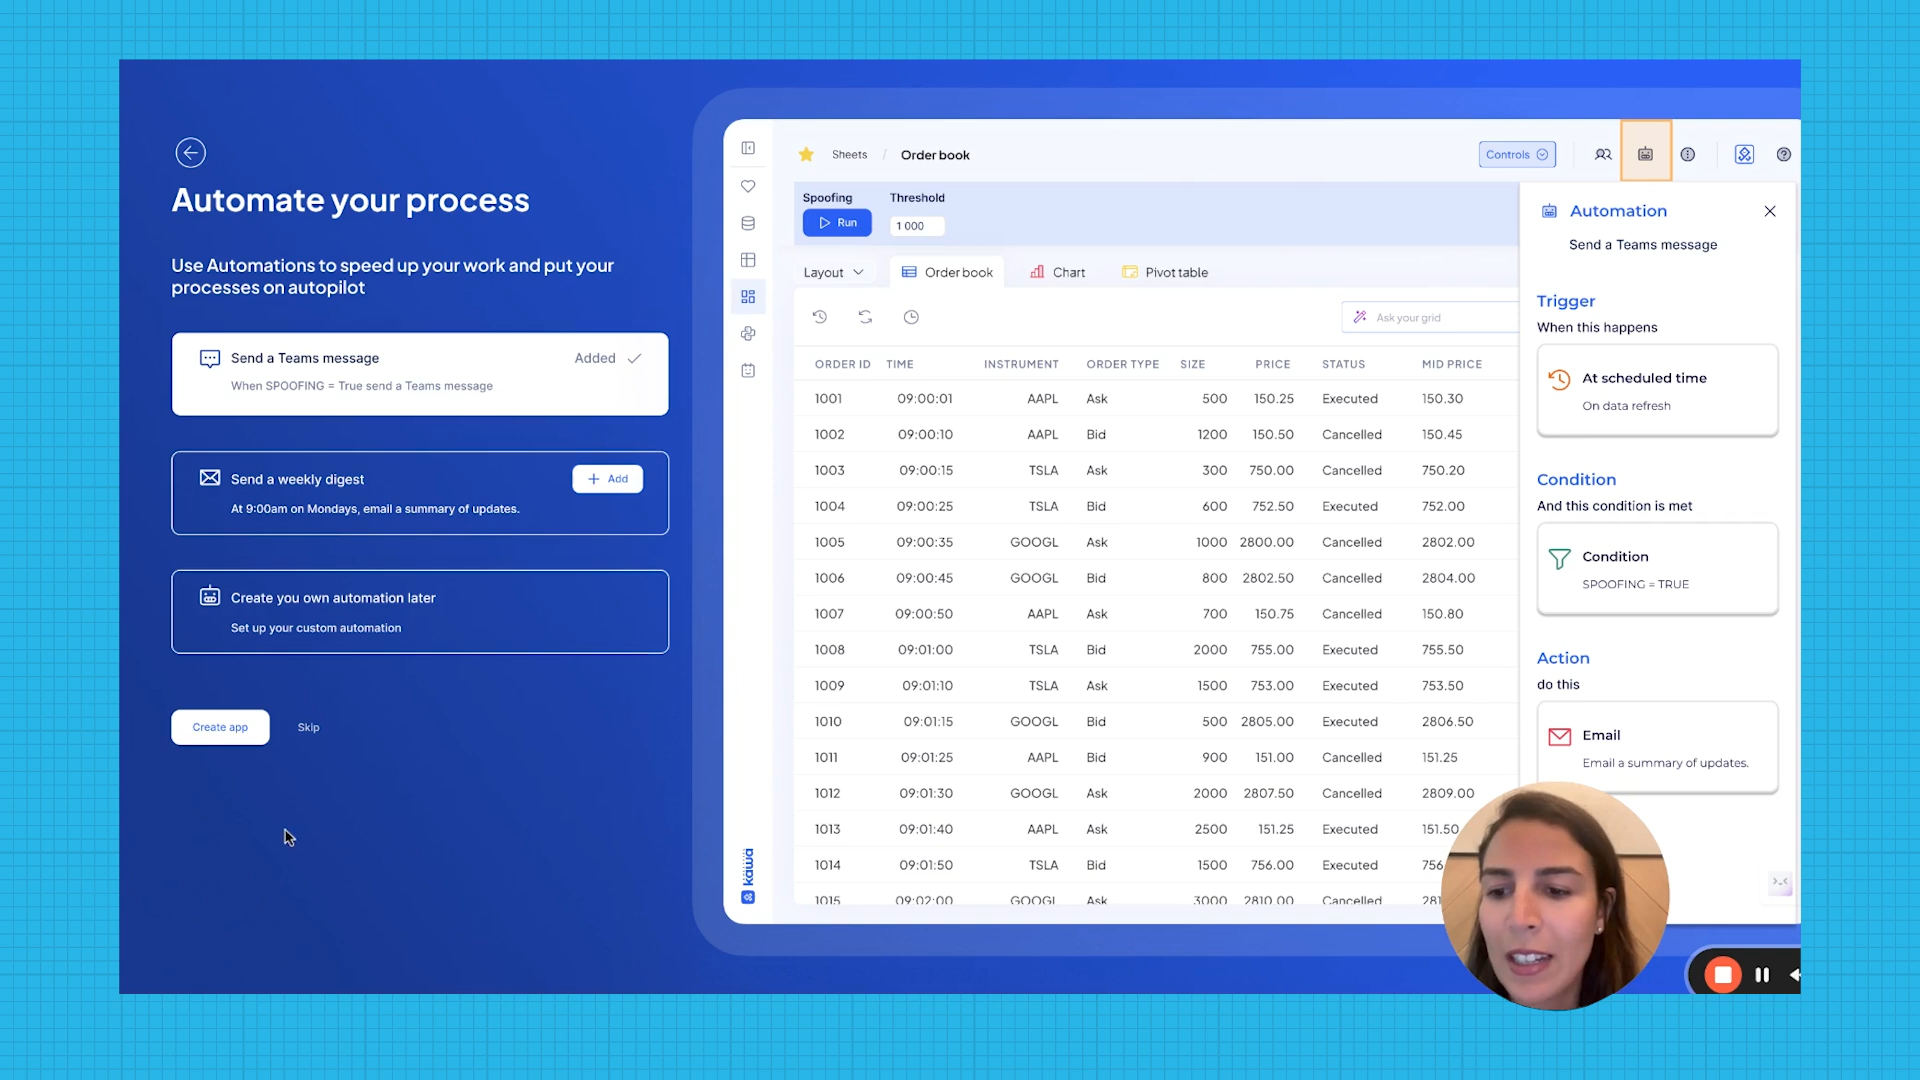 Automate your process
Use Automations to speed up your work and put your
processes on autopilot
Send a Teams message
Added
When SPOOFING = True send a Teams message
Send a weekly digest
Add
At 9:00am on Mondays, email a summary of updates.
Create you own automation later
Set up your custom automation
Create app
Skip
Sheets / Order book
Controls
Spoofing
Threshold
Run
1 000
Layout
Order book
Chart
Pivot table
Ask your grid
ORDER ID TIME INSTRUMENT ORDER TYPE SIZE PRICE STATUS MID PRICE
1001 09:00:01 AAPL Ask 500 150.25 Executed 150.30
1002 09:00:10 AAPL Bid 1200 150.50 Cancelled 150.45
1003 09:00:15 TSLA Ask 300 750.00 Cancelled 750.20
1004 09:00:25 TSLA Bid 600 752.50 Executed 752.00
1005 09:00:35 GOOGL Ask 1000 2800.00 Cancelled 2802.00
1006 09:00:45 GOOGL Bid 800 2802.50 Cancelled 2804.00
1007 09:00:50 AAPL Ask 700 150.75 Cancelled 150.80
1008 09:01:00 TSLA Bid 2000 755.00 Executed 755.50
1009 09:01:10 TSLA Ask 1500 753.00 Executed 753.50
1010 09:01:15 GOOGL Bid 500 2805.00 Executed 2806.50
1011 09:01:25 AAPL Bid 900 151.00 Cancelled 151.25
1012 09:01:30 GOOGL Ask 2000 2807.50 Cancelled 2809.00
1013 09:01:40 AAPL Ask 2500 151.25 Executed 151.50
1014 09:01:50 TSLA Bid 1500 756.00 Executed 756
1015 09:02:00 GOOGL Ask 3000 2810.00 Cancelled 281
kawa
Automation
Send a Teams message
Trigger
When this happens
At scheduled time
On data refresh
Condition
And this condition is met
Condition
SPOOFING = TRUE
Action
do this
Email
Email a summary of updates.